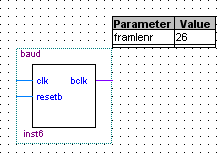 Parameter Value
framlenr 26
baud
clk bclk
resetb
inst6